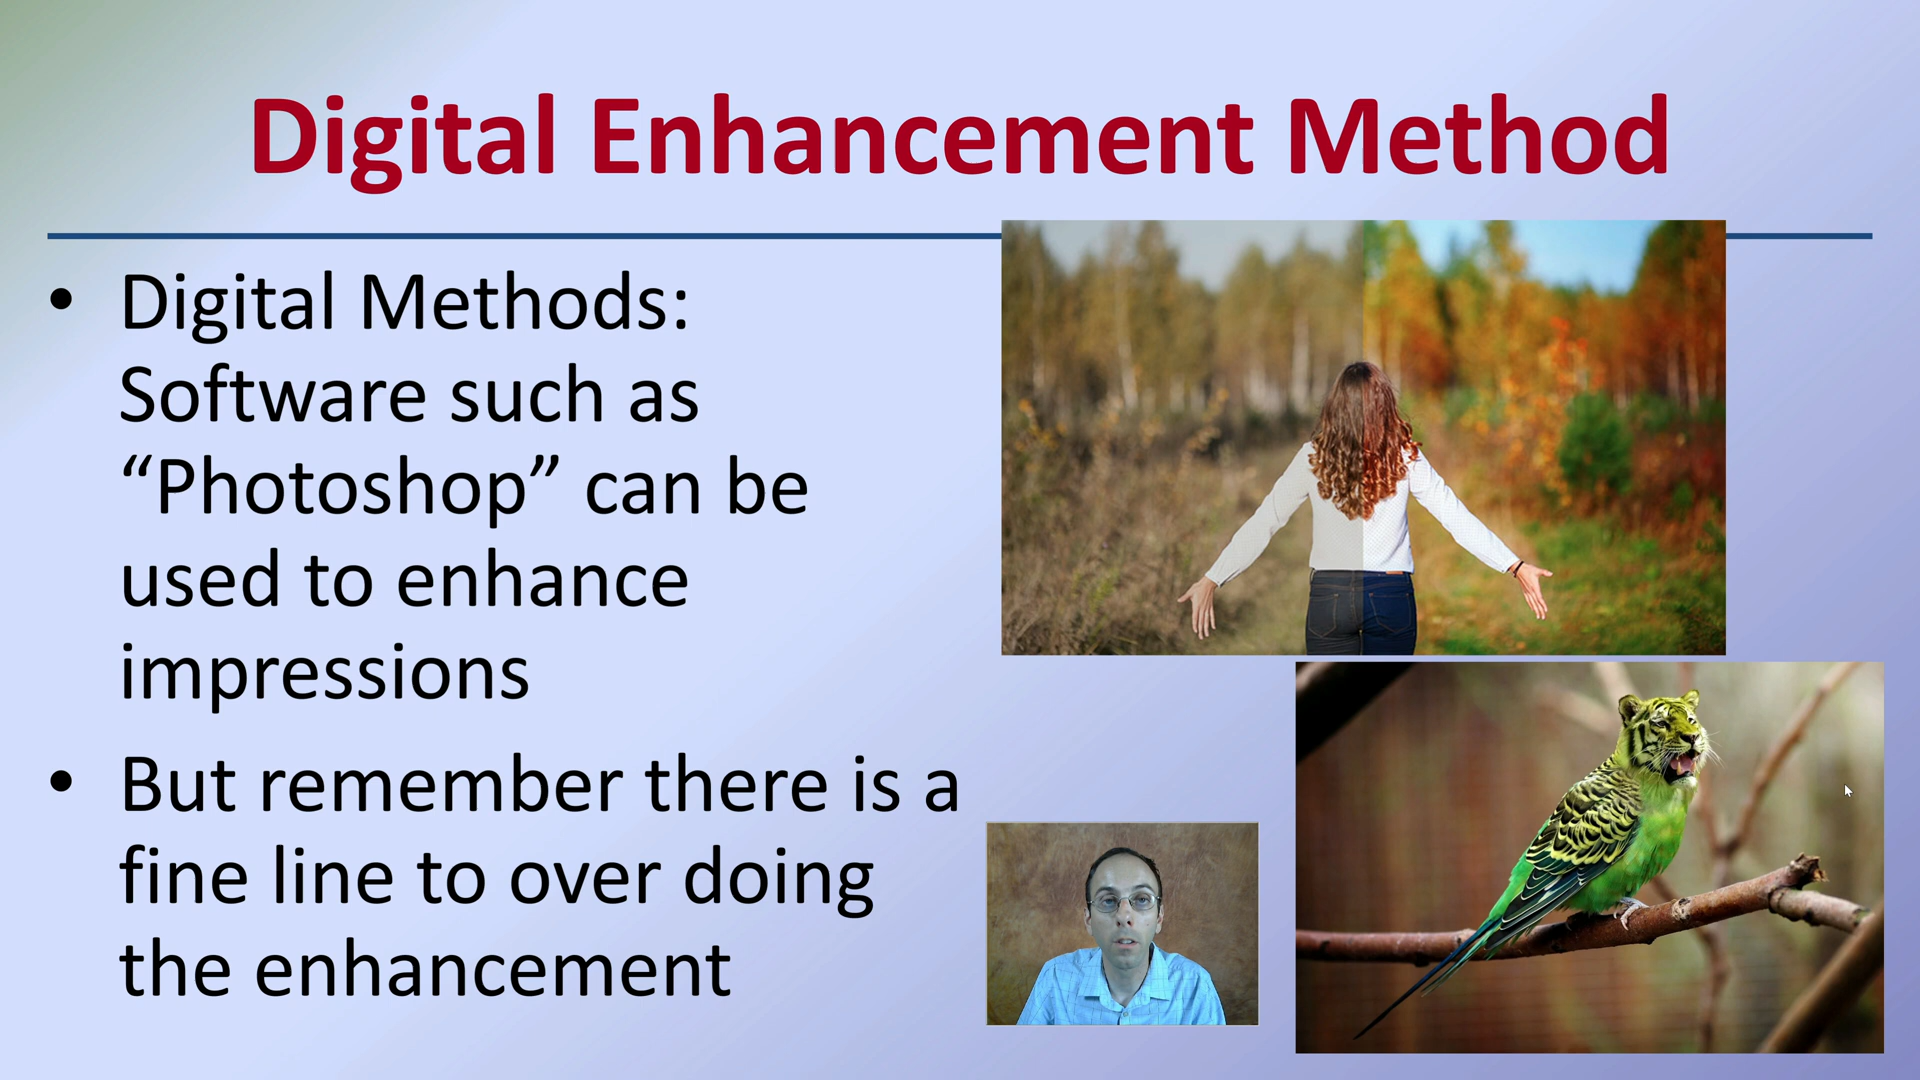 Digital Enhancement Method
• Digital Methods:
Software such as
“Photoshop” can be
used to enhance
impressions
• But remember there is a
fine line to over doing
the enhancement